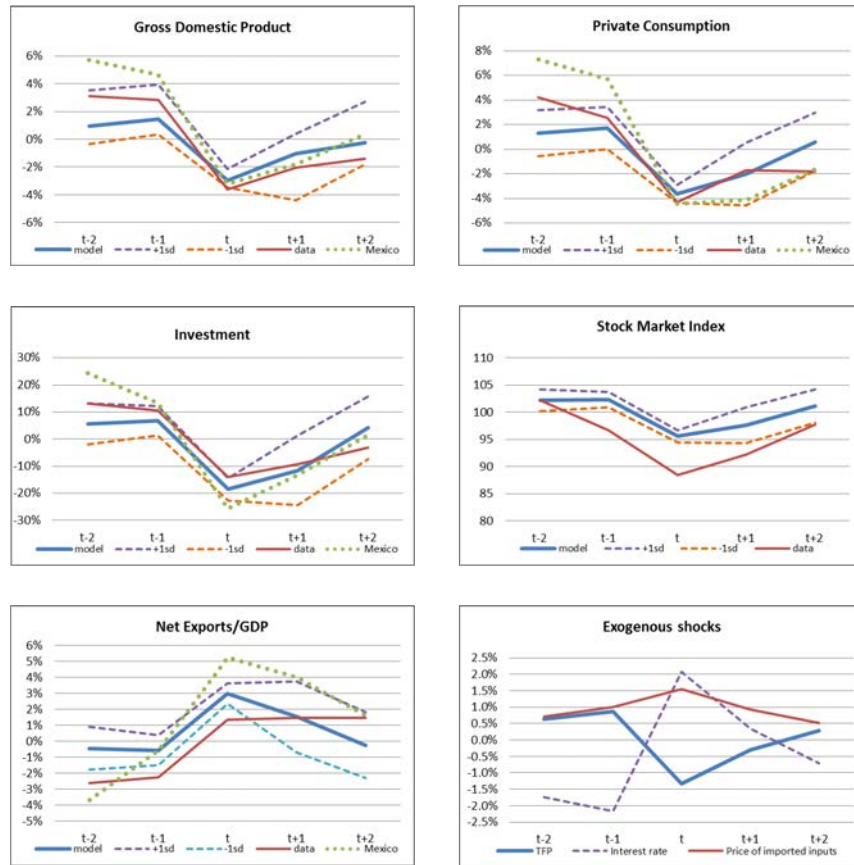 Gross Domestic Product
6%
4%
2%
0%
-2%
-4%
-6%
t-2 t-1 t t+1 t+2
model +1sd -1sd data Mexico
Private Consumption
8%
6%
4%
2%
0%
-2%
-4%
-6%
t-2 t-1 t t+1 t+2
model +1sd -1sd data Mexico
Investment
30%
20%
10%
0%
-10%
-20%
-30%
t-2 t-1 t t+1 t+2
model +1sd -1sd data Mexico
Stock Market Index
110
105
100
95
90
85
80
t-2 t-1 t t+1 t+2
model +1sd -1sd data
Net Exports/GDP
6%
5%
4%
3%
2%
1%
0%
-1%
-2%
-3%
-4%
-5%
t-2 t-1 t t+1 t+2
model +1sd -1sd data Mexico
Exogenous shocks
2.5%
2.0%
1.5%
1.0%
0.5%
0.0%
-0.5%
-1.0%
-1.5%
-2.0%
-2.5%
t-2 t-1 t t+1 t+2
TFP Interest rate Price of imported inputs